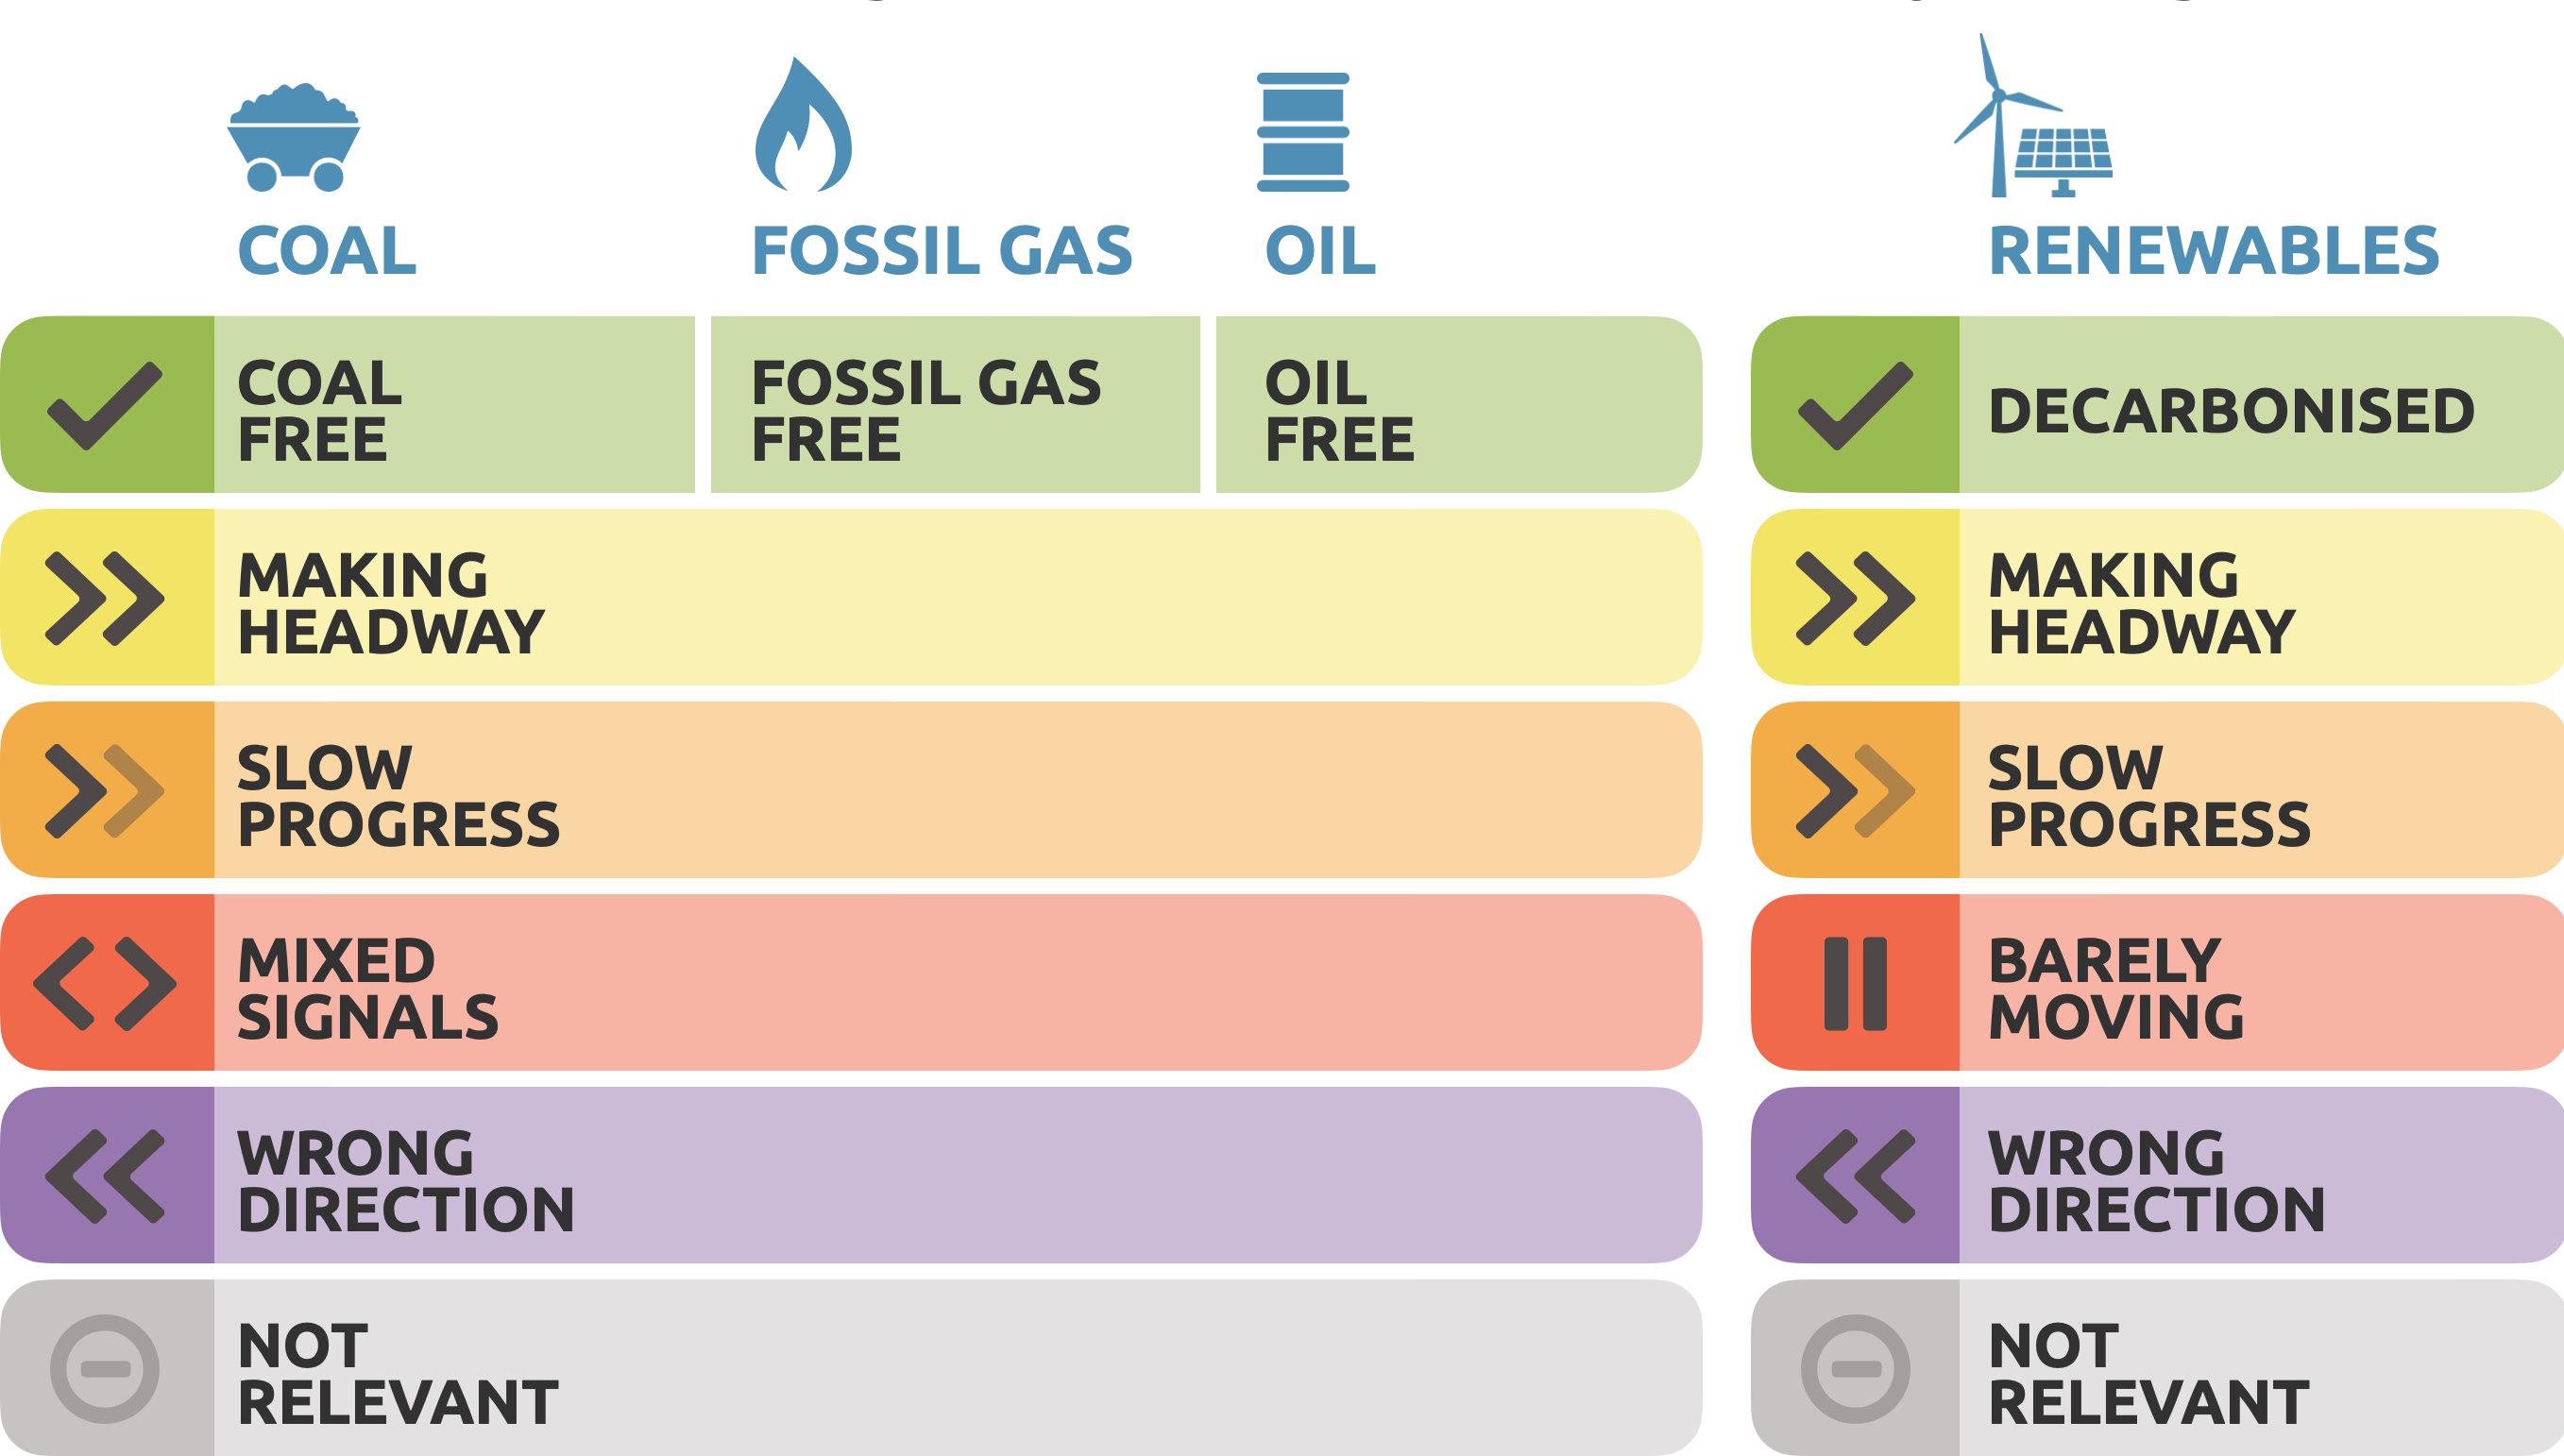 COAL
FOSSIL GAS
OIL
RENEWABLES
COAL
FREE
FOSSIL GAS
FREE
OIL
FREE
DECARBONISED
MAKING
HEADWAY
MAKING
HEADWAY
SLOW
PROGRESS
SLOW
PROGRESS
MIXED
SIGNALS
BARELY
MOVING
WRONG
DIRECTION
WRONG
DIRECTION
NOT
RELEVANT
NOT
RELEVANT